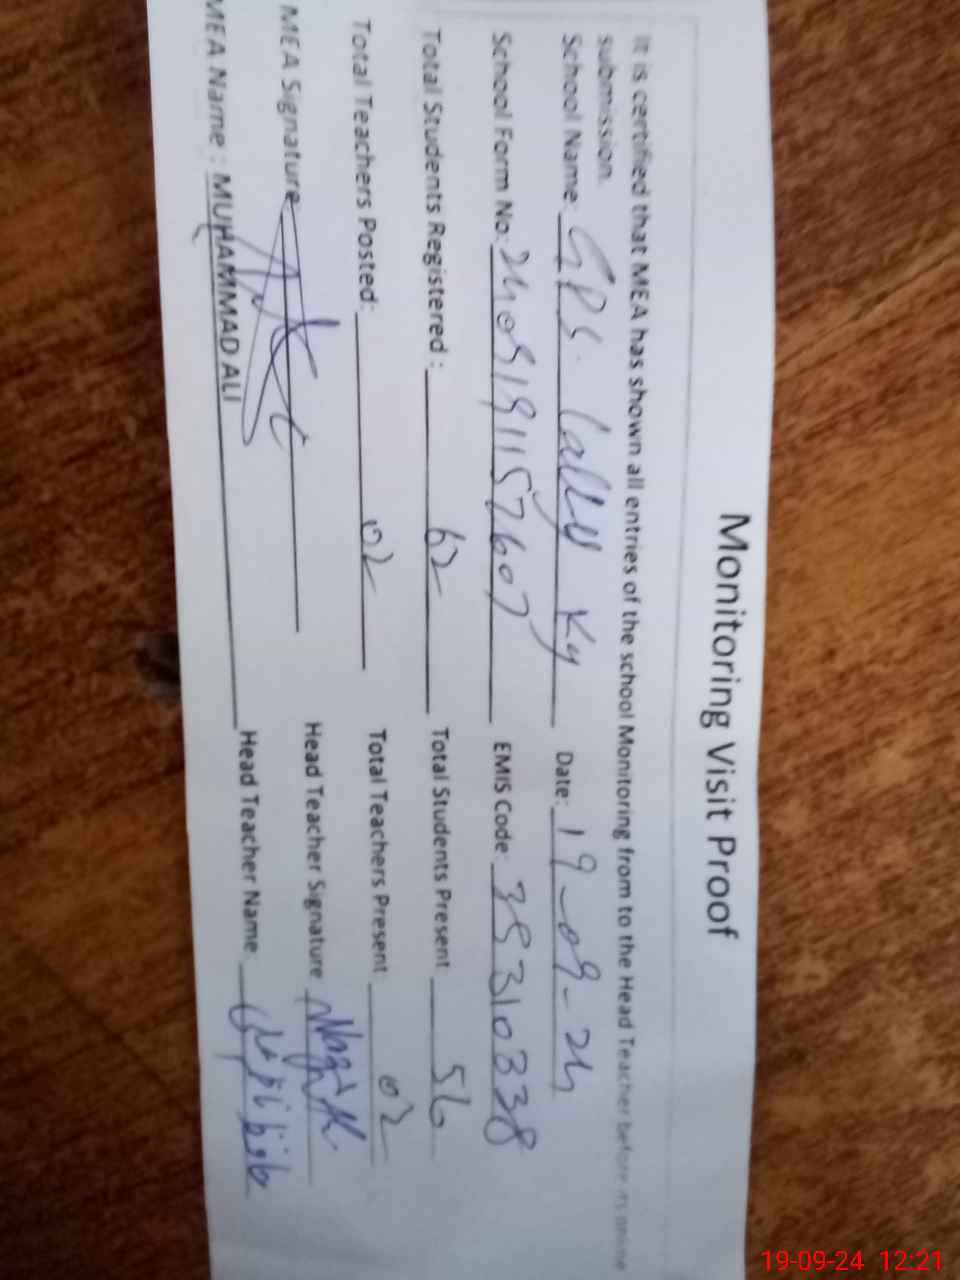 Monitoring Visit Proof
It is certified that MEA has shown all entries of the school Monitoring from to the Head Teacher before its online
submission.
School Name: GPS. Lally Date: 19-09-24
School Form No: 2409191157607 EMIS Code: 35310338
Total Students Registered : 62 Total Students Present 56
Total Teachers Posted: 02 Total Teachers Present 02
MEA Signature Head Teacher Signature
MEA Name : MUHAMMAD ALI Head Teacher Name
19-09-24 12:21